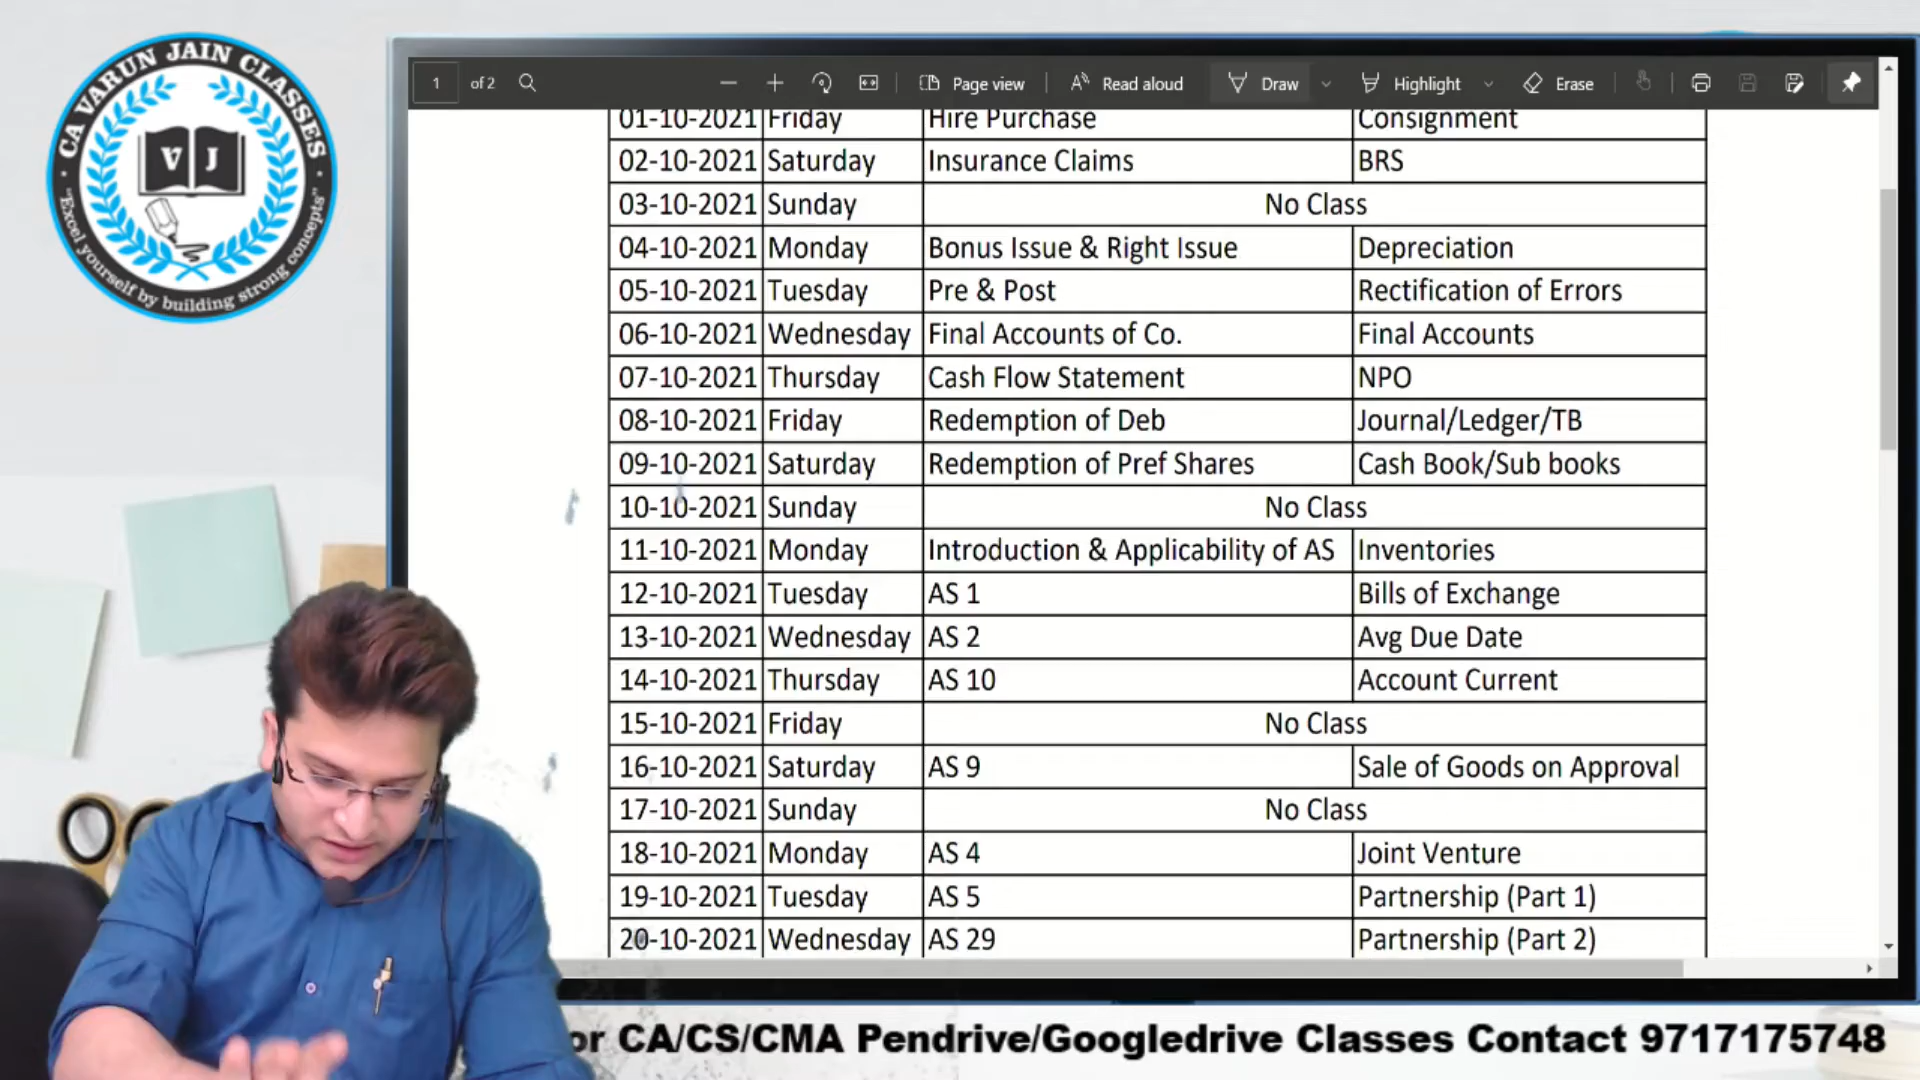 CA VARUN JAIN CLASSES
V J
"Excel yourself by building strong concepts"
1 of 2 Page view Read aloud Draw Highlight Erase
01-10-2021 Friday Hire Purchase Consignment
02-10-2021 Saturday Insurance Claims BRS
03-10-2021 Sunday No Class
04-10-2021 Monday Bonus Issue & Right Issue Depreciation
05-10-2021 Tuesday Pre & Post Rectification of Errors
06-10-2021 Wednesday Final Accounts of Co. Final Accounts
07-10-2021 Thursday Cash Flow Statement NPO
08-10-2021 Friday Redemption of Deb Journal/Ledger/TB
09-10-2021 Saturday Redemption of Pref Shares Cash Book/Sub books
10-10-2021 Sunday No Class
11-10-2021 Monday Introduction & Applicability of AS Inventories
12-10-2021 Tuesday AS 1 Bills of Exchange
13-10-2021 Wednesday AS 2 Avg Due Date
14-10-2021 Thursday AS 10 Account Current
15-10-2021 Friday No Class
16-10-2021 Saturday AS 9 Sale of Goods on Approval
17-10-2021 Sunday No Class
18-10-2021 Monday AS 4 Joint Venture
19-10-2021 Tuesday AS 5 Partnership (Part 1)
20-10-2021 Wednesday AS 29 Partnership (Part 2)
or CA/CS/CMA Pendrive/Googledrive Classes Contact 9717175748